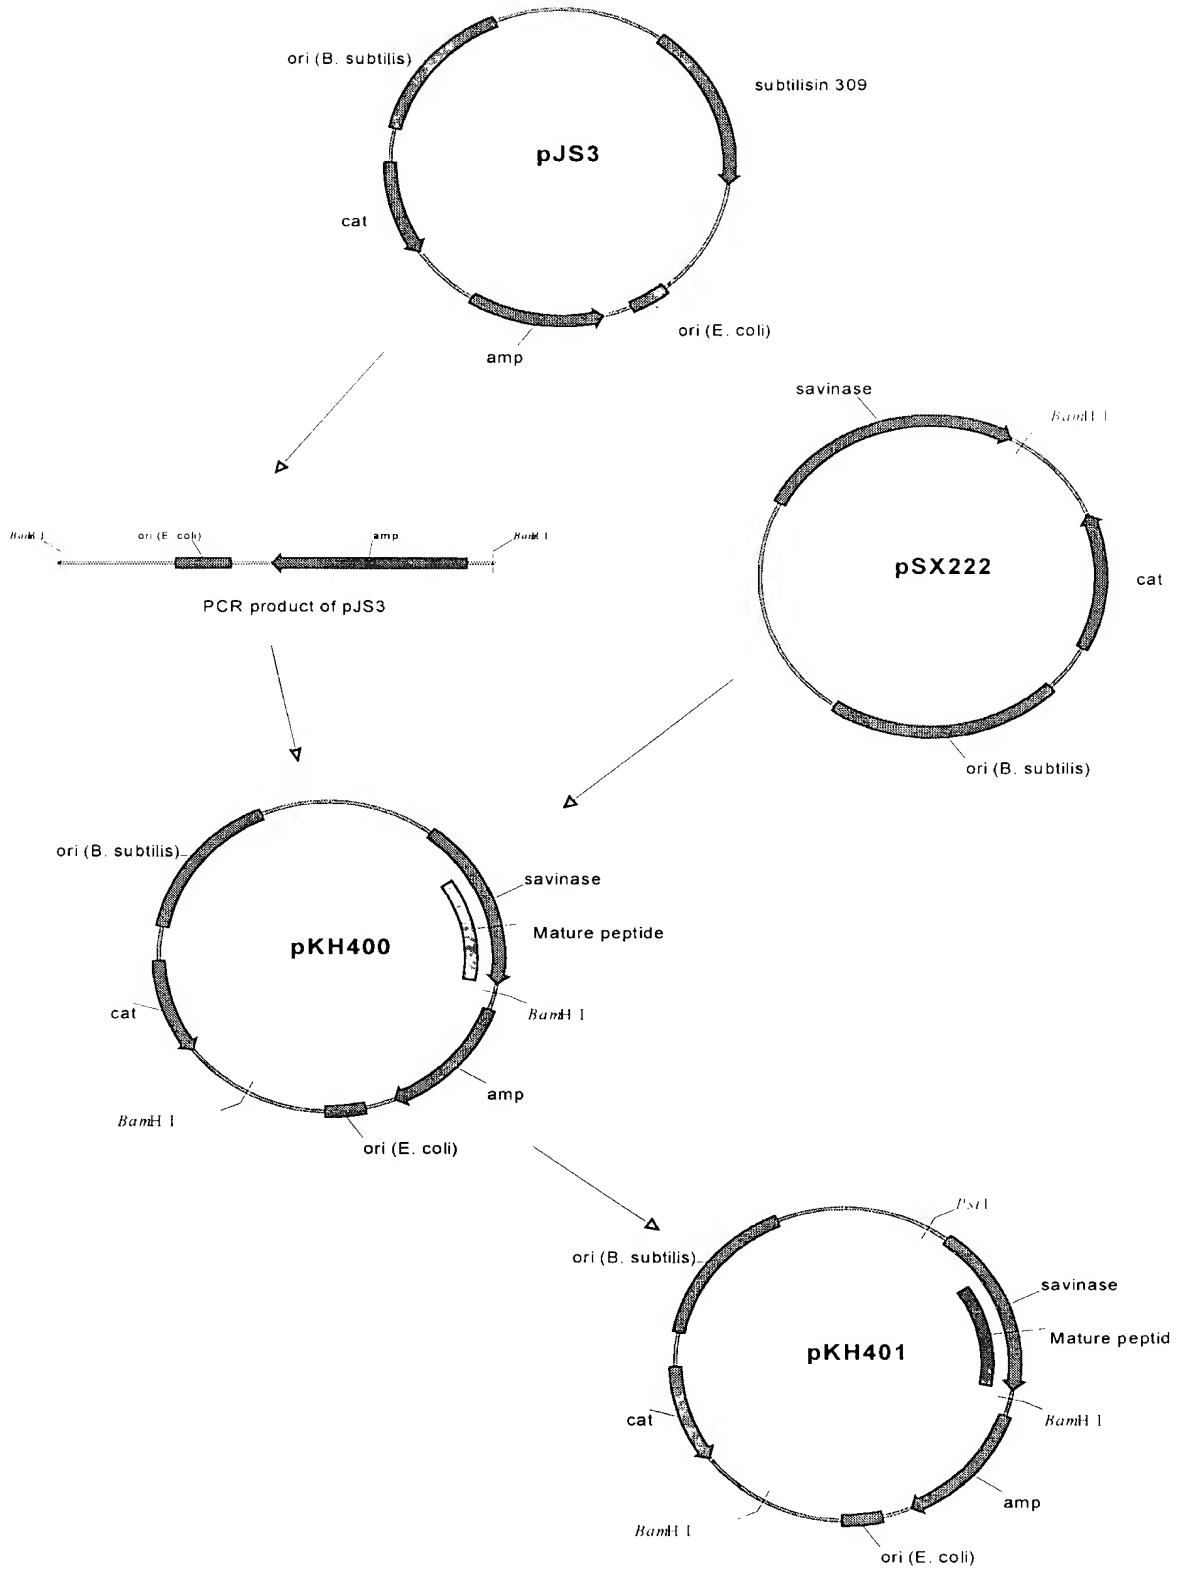 ori (B. subtilis)
subtilisin 309
pJS3
cat
ori (E. coli)
amp
savinase
BamH I
BamH I
ori (E. coli)
amp
BamH I
pSX222
cat
PCR product of pJS3
ori (B. subtilis)
ori (B. subtilis)
savinase
Mature peptide
pKH400
cat
BamH I
amp
BamH I
ori (E. coli)
PstI
ori (B. subtilis)
savinase
Mature peptid
pKH401
cat
BamH I
amp
BamH I
ori (E. coli)